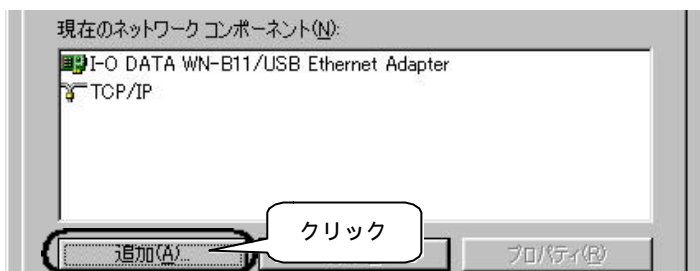 現在のネットワーク コンポーネント(N):
I-O DATA WN-B11/USB Ethernet Adapter
TCP/IP
クリック
追加(A)...
プロパティ(R)